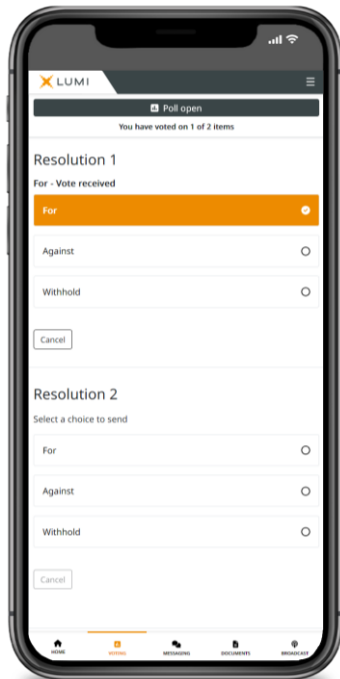 LUMI
Poll open
You have voted on 1 of 2 items
Resolution 1
For - Vote received
For
Against
Withhold
Cancel
Resolution 2
Select a choice to send
For
Against
Withhold
Cancel
HOME VOTING MESSAGING DOCUMENTS BROADCAST